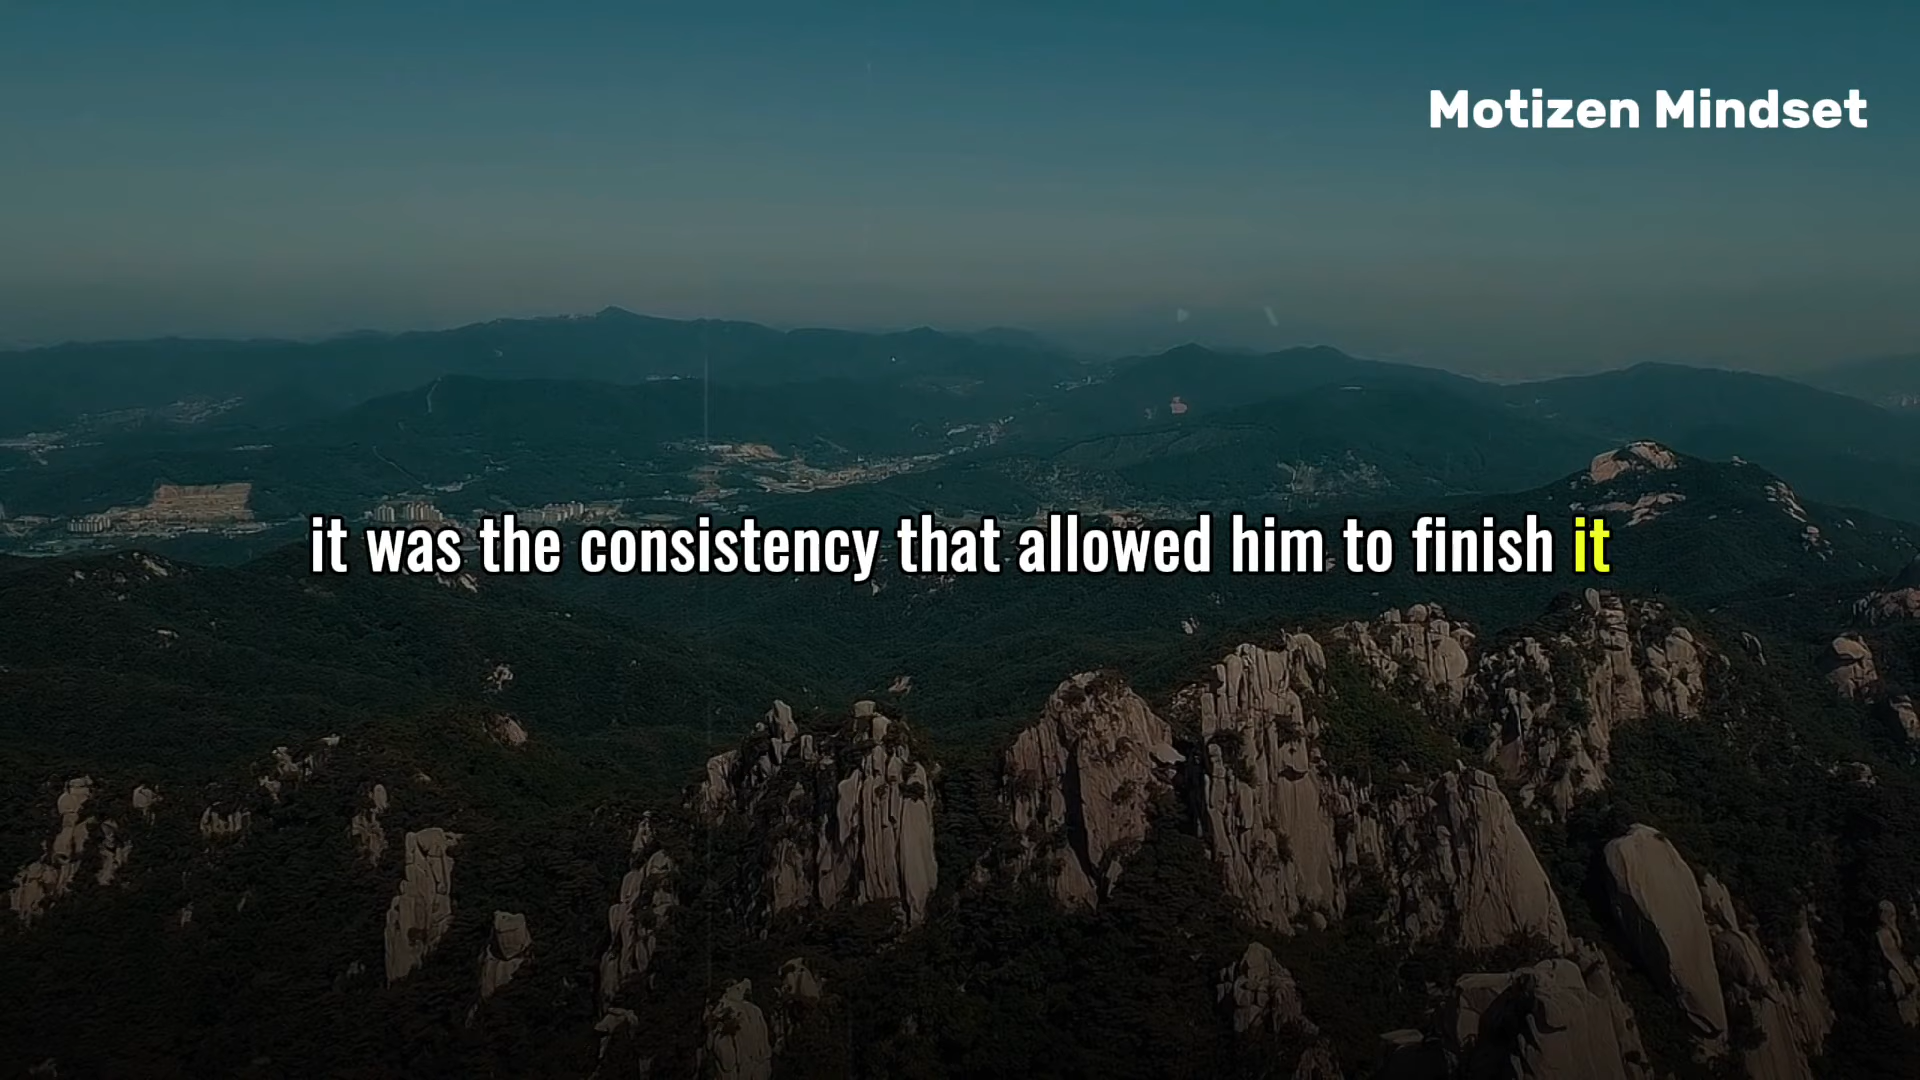 Motizen Mindset
it was the consistency that allowed him to finish it